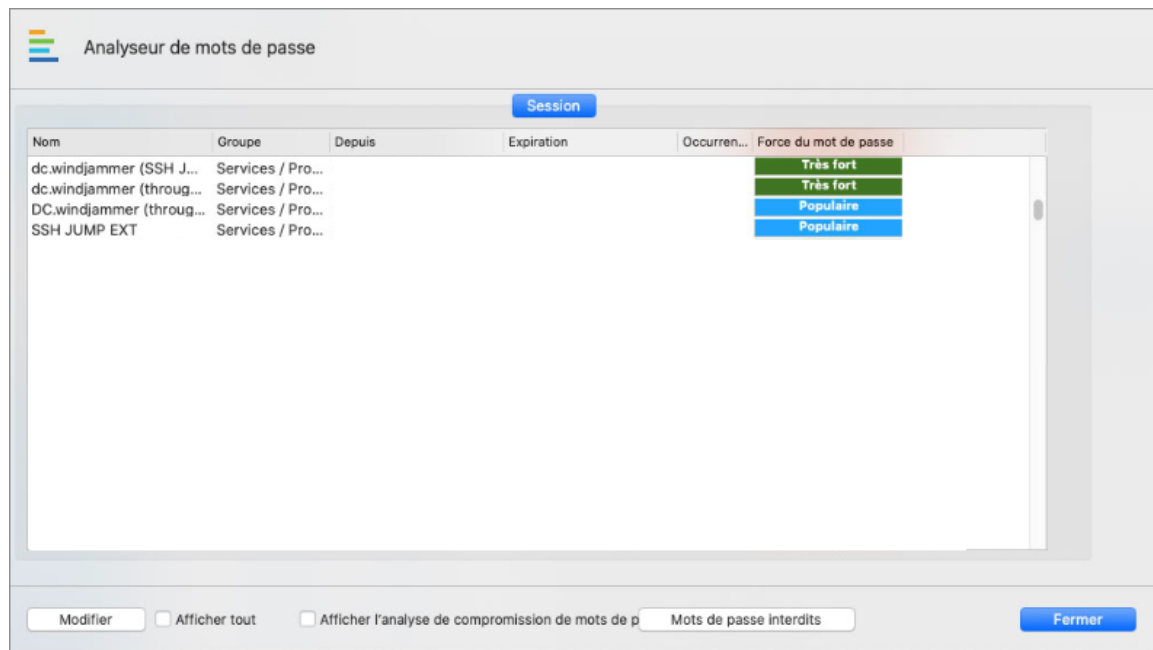 Analyseur de mots de passe
Session
Nom Groupe Depuis Expiration Occurren... Force du mot de passe
dc.windjammer (SSH J... Services / Pro... Très fort
dc.windjammer (throug... Services / Pro... Très fort
DC.windjammer (throug... Services / Pro... Populaire
SSH JUMP EXT Services / Pro... Populaire
Modifier Afficher tout Afficher l'analyse de compromission de mots de p Mots de passe interdits Fermer